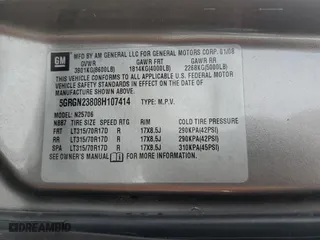 GM
MFD BY AM GENERAL LLC FOR GENERAL MOTORS CORP. 01/08
GVWR GAWR FRT GAWR RR
3901KG(8600LB) 1814KG(4000LB) 2268KG(5000LB)
THIS VEHICLE CONFORMS TO ALL APPLICABLE U.S. FEDERAL MOTOR
VEHICLE SAFETY STANDARDS IN EFFECT ON THE DATE OF
MANUFACTURE SHOWN ABOVE.
5GRGN23808H107414 TYPE: M.P.V.
MODEL: N25706
NBBT TIRE SIZE SPEED RTG RIM COLD TIRE PRESSURE
FRT LT315/70R17D R 17X8.5J 290KPA(42PSI)
RR LT315/70R17D R 17X8.5J 290KPA(42PSI)
SPA LT315/70R17D R 17X8.5J 310KPA(45PSI)
SEE OWNER'S MANUAL FOR ADDITIONAL INFORMATION.
© CARIDREAMBID